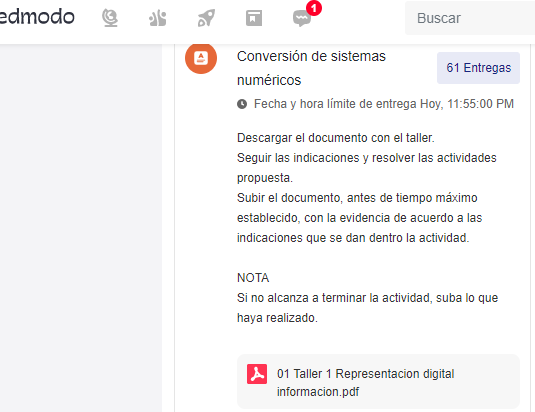 edmodo
1
Buscar
Conversión de sistemas
numéricos
61 Entregas
Fecha y hora límite de entrega Hoy, 11:55:00 PM
Descargar el documento con el taller.
Seguir las indicaciones y resolver las actividades
propuesta.
Subir el documento, antes de tiempo máximo
establecido, con la evidencia de acuerdo a las
indicaciones que se dan dentro la actividad.
NOTA
Si no alcanza a terminar la actividad, suba lo que
haya realizado.
01 Taller 1 Representacion digital
informacion.pdf